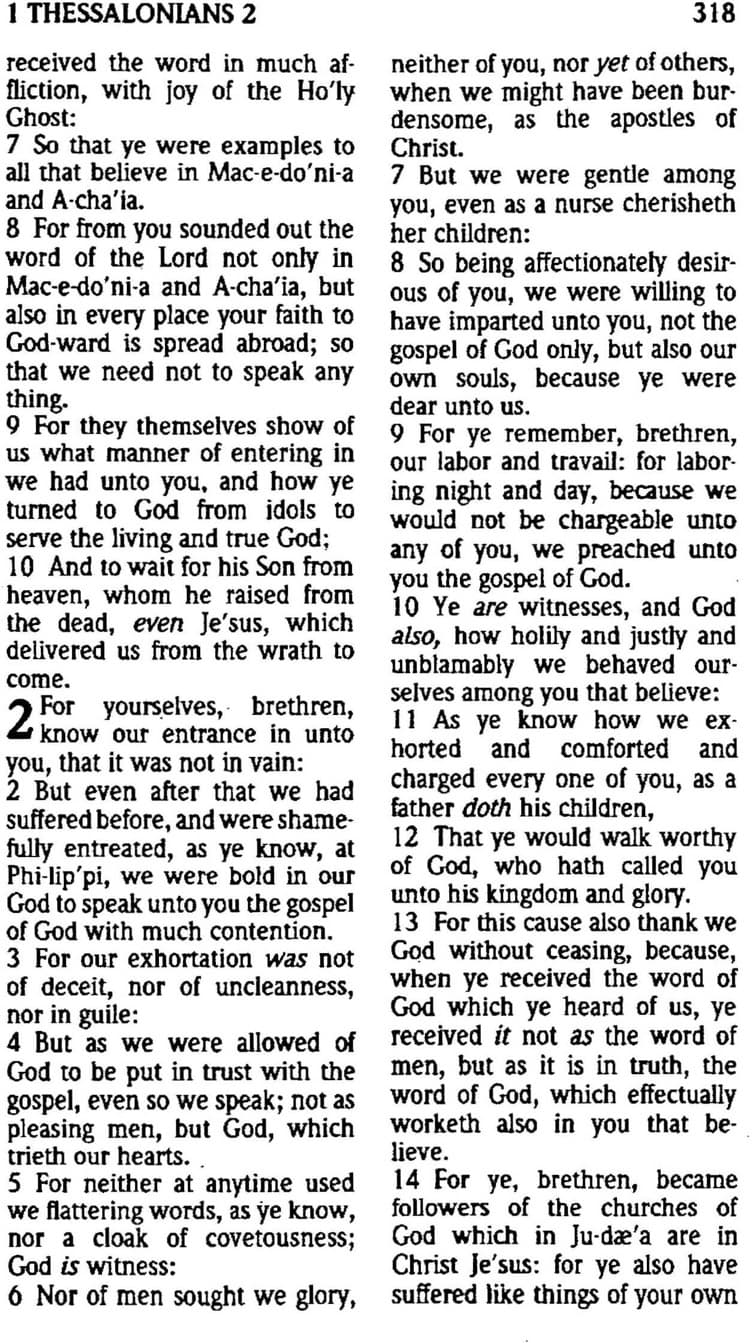 1 THESSALONIANS 2
318
received the word in much af-
fliction, with joy of the Ho'ly
Ghost:
7 So that ye were examples to
all that believe in Mac-e-do'ni-a
and A-cha'ia.
8 For from you sounded out the
word of the Lord not only in
Mac-e-do'ni-a and A-cha'ia, but
also in every place your faith to
God-ward is spread abroad; so
that we need not to speak any
thing.
9 For they themselves show of
us what manner of entering in
we had unto you, and how ye
turned to God from idols to
serve the living and true God;
10 And to wait for his Son from
heaven, whom he raised from
the dead, even Je'sus, which
delivered us from the wrath to
come.
2 For yourselves, brethren,
know our entrance in unto
you, that it was not in vain:
2 But even after that we had
suffered before, and were shame-
fully entreated, as ye know, at
Phi-lip'pi, we were bold in our
God to speak unto you the gospel
of God with much contention.
3 For our exhortation was not
of deceit, nor of uncleanness,
nor in guile:
4 But as we were allowed of
God to be put in trust with the
gospel, even so we speak; not as
pleasing men, but God, which
trieth our hearts.
5 For neither at anytime used
we flattering words, as ye know,
nor a cloak of covetousness;
God is witness:
6 Nor of men sought we glory,
neither of you, nor yet of others,
when we might have been bur-
densome, as the apostles of
Christ.
7 But we were gentle among
you, even as a nurse cherisheth
her children:
8 So being affectionately desir-
ous of you, we were willing to
have imparted unto you, not the
gospel of God only, but also our
own souls, because ye were
dear unto us.
9 For ye remember, brethren,
our labor and travail: for labor-
ing night and day, because we
would not be chargeable unto
any of you, we preached unto
you the gospel of God.
10 Ye are witnesses, and God
also, how holily and justly and
unblamably we behaved our-
selves among you that believe:
11 As ye know how we ex-
horted and comforted and
charged every one of you, as a
father doth his children,
12 That ye would walk worthy
of God, who hath called you
unto his kingdom and glory.
13 For this cause also thank we
God without ceasing, because,
when ye received the word of
God which ye heard of us, ye
received it not as the word of
men, but as it is in truth, the
word of God, which effectually
worketh also in you that be-
lieve.
14 For ye, brethren, became
followers of the churches of
God which in Ju-dæ'a are in
Christ Je'sus: for ye also have
suffered like things of your own